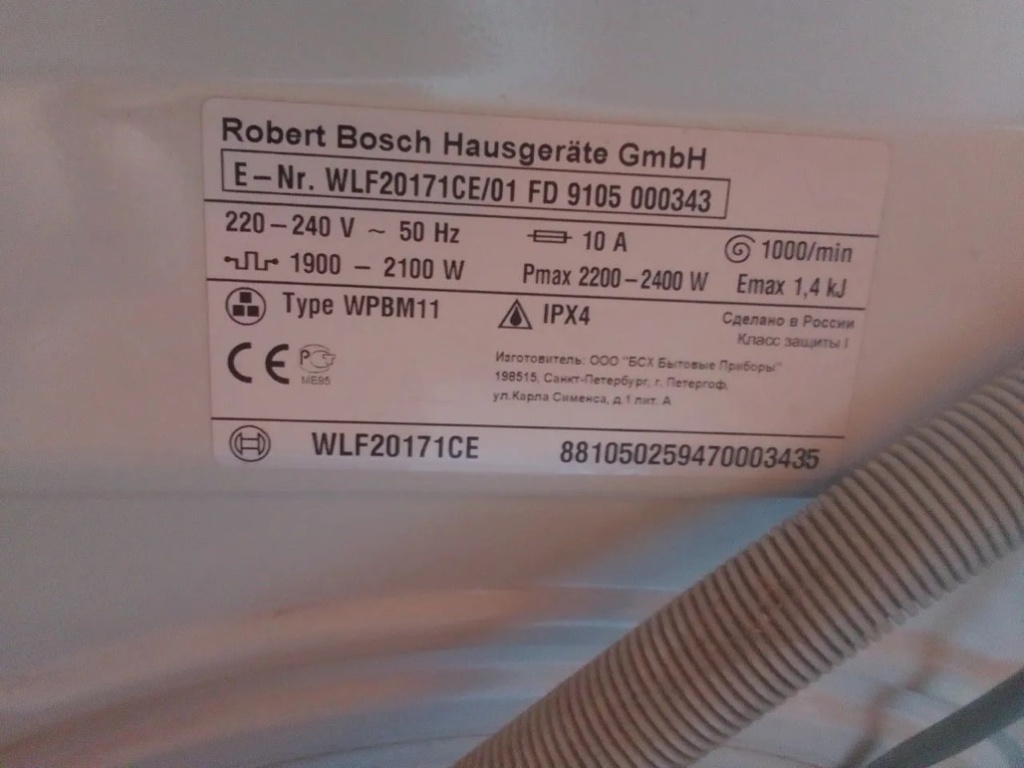 Robert Bosch Hausgeräte GmbH
E-Nr. WLF20171CE/01 FD 9105 000343
220-240 V ~ 50 Hz 10 A 1000/min
1900 - 2100 W Pmax 2200-2400 W Emax 1,4 kJ
Type WPBM11 IPX4 Сделано в России
Класс защиты I
CE РСТ Изготовитель: ООО "БСХ Бытовые Приборы"
ME95 198515, Санкт-Петербург, г. Петергоф,
ул.Карла Сименса, д.1 лит. А
WLF20171CE 881050259470003435